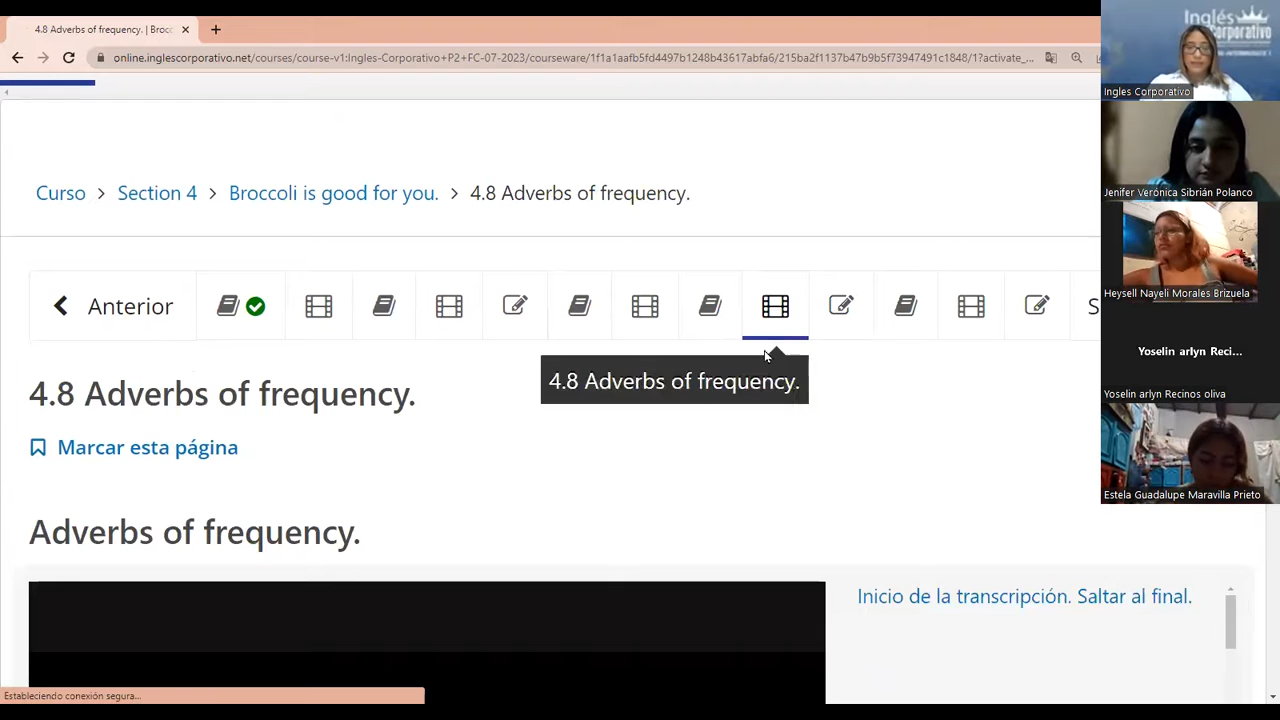 4.8 Adverbs of frequency. | Brocc
online.inglescorporativo.net/courses/course-v1:Ingles-Corporativo+P2+FC-07-2022+courseware/1f1a1aafb5fd4497b1248b43617abfa6/216ba2f1137b47b9b5f73947491c1848/1?activate_...
Curso > Section 4 > Broccoli is good for you. > 4.8 Adverbs of frequency.
Anterior
S
4.8 Adverbs of frequency.
4.8 Adverbs of frequency.
Marcar esta página
Adverbs of frequency.
Inicio de la transcripción. Saltar al final.
Estableciendo conexión segura...
Inglés
Corporativo
Ingles Corporativo
Jenifer Verónica Sibrián Polanco
Heysell Nayeli Morales Brizuela
Yoselin arlyn Reci...
Yoselin arlyn Recinos oliva
Estela Guadalupe Maravilla Prieto